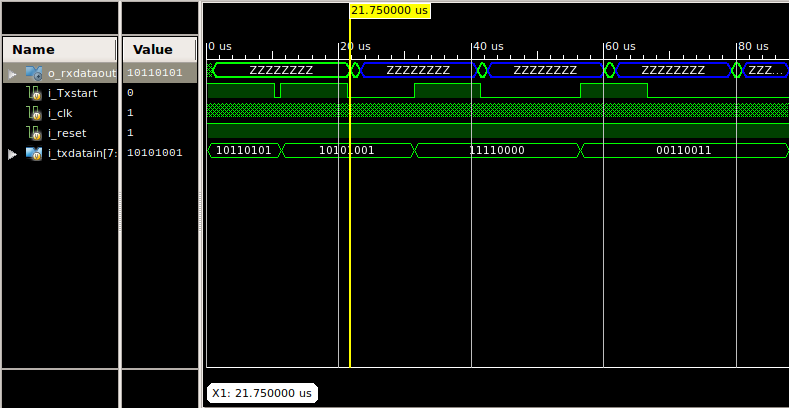 21.750000 us
Name Value 0 us 20 us 40 us 60 us 80 us
o_rxdataout 10110101 ZZZZZZZZ ZZZZZZZZ ZZZZZZZZ ZZZZZZZZ ZZZ...
i_Txstart 0
i_clk 1
i_reset 1
i_txdatain[7: 10101001 10110101 10101001 11110000 00110011
X1: 21.750000 us